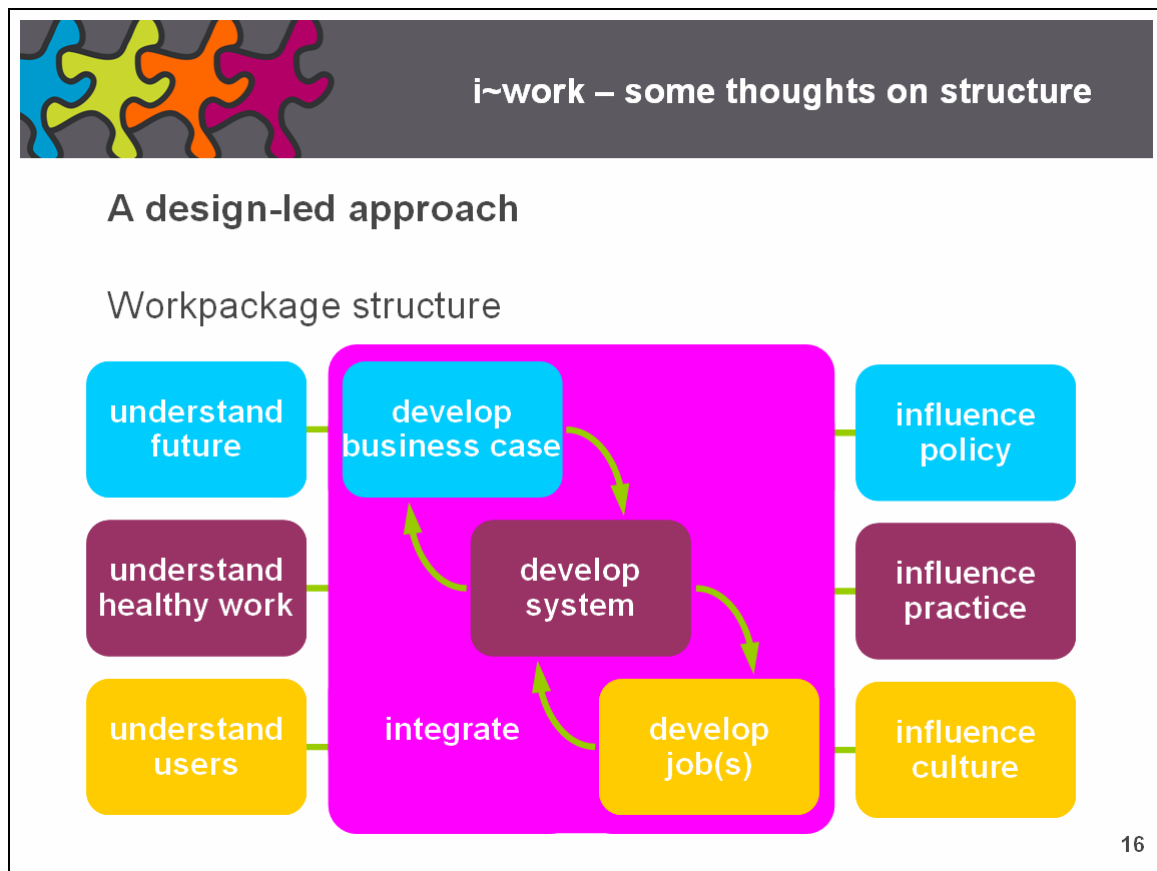 i~work – some thoughts on structure
A design-led approach
Workpackage structure
understand
future
develop
business case
influence
policy
understand
healthy work
develop
system
influence
practice
understand
users
integrate
develop
job(s)
influence
culture
16